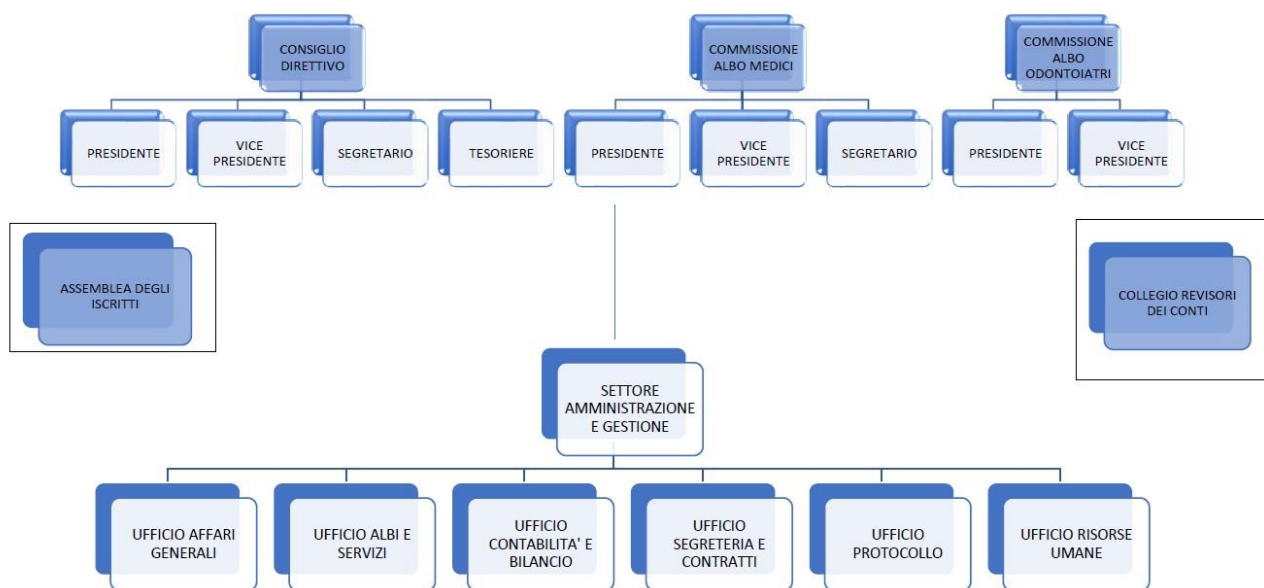 CONSIGLIO
DIRETTIVO
COMMISSIONE
ALBO MEDICI
COMMISSIONE
ALBO
ODONTOIATRI
PRESIDENTE
VICE
PRESIDENTE
SEGRETARIO
TESORIERE
PRESIDENTE
VICE
PRESIDENTE
SEGRETARIO
PRESIDENTE
VICE
PRESIDENTE
ASSEMBLEA DEGLI
ISCRITTI
COLLEGIO REVISORI
DEI CONTI
SETTORE
AMMINISTRAZIONE
E GESTIONE
UFFICIO AFFARI
GENERALI
UFFICIO ALBI E
SERVIZI
UFFICIO
CONTABILITA' E
BILANCIO
UFFICIO
SEGRETERIA E
CONTRATTI
UFFICIO
PROTOCOLLO
UFFICIO RISORSE
UMANE